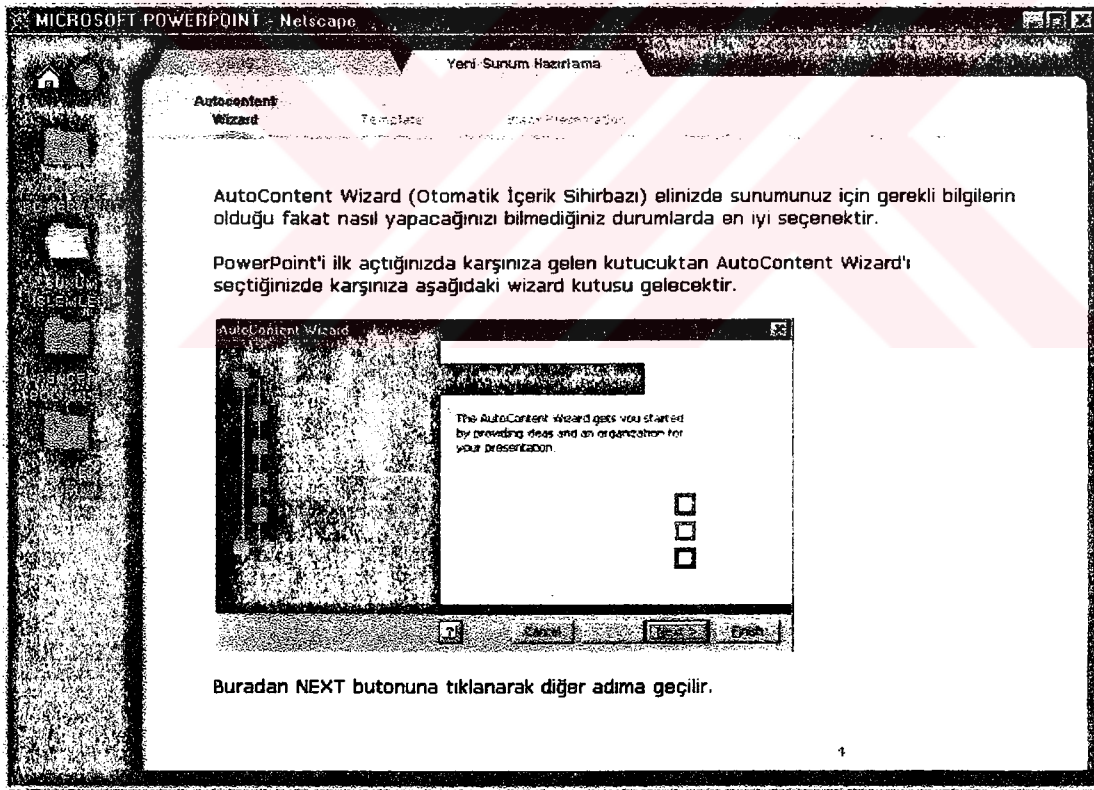 MICROSOFT POWERPOINT - Netscape
Yeni Sunum Hazırlama
Autocontent
Wizard
Template
AutoContent Wizard (Otomatik İçerik Sihirbazı) elinizde sunumunuz için gerekli bilgilerin
olduğu fakat nasıl yapacağınızı bilmediğiniz durumlarda en iyi seçenektir.
PowerPoint'i ilk açtığınızda karşınıza gelen kutucuktan AutoContent Wizard'ı
seçtiğinizde karşınıza aşağıdaki wizard kutusu gelecektir.
AutoContent Wizard
The AutoContent Wizard gets you started
by providing ideas and an organization for
your presentation.
?
Cancel
Next >
Finish
Buradan NEXT butonuna tıklanarak diğer adıma geçilir.